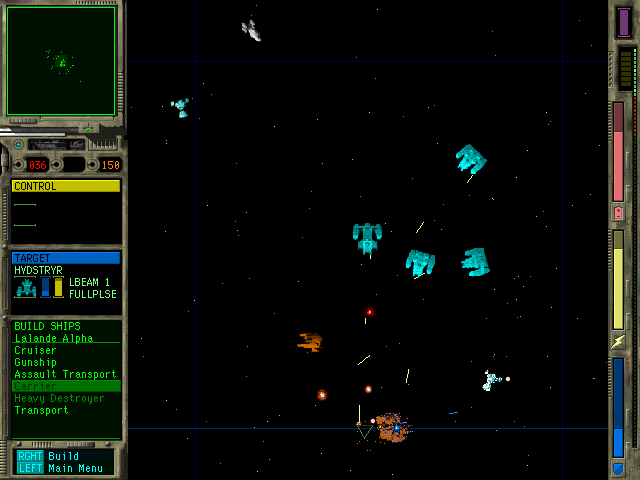 036 150
CONTROL
TARGET
HVDSTRYR
LBEAM 1
FULLPLSE
BUILD SHIPS
Lalande Alpha
Cruiser
Gunship
Assault Transport
Carrier
Heavy Destroyer
Transport
RGHT Build
LEFT Main Menu